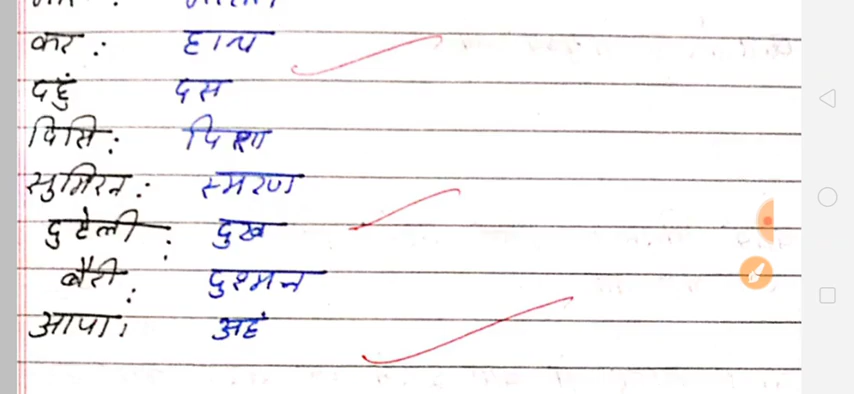 कर : हाथ
दहुं दस
दिसि : दिशा
सुमिरन : स्मरण
दुहेली : दुख
बैरी : दुश्मन
आपा । अहं